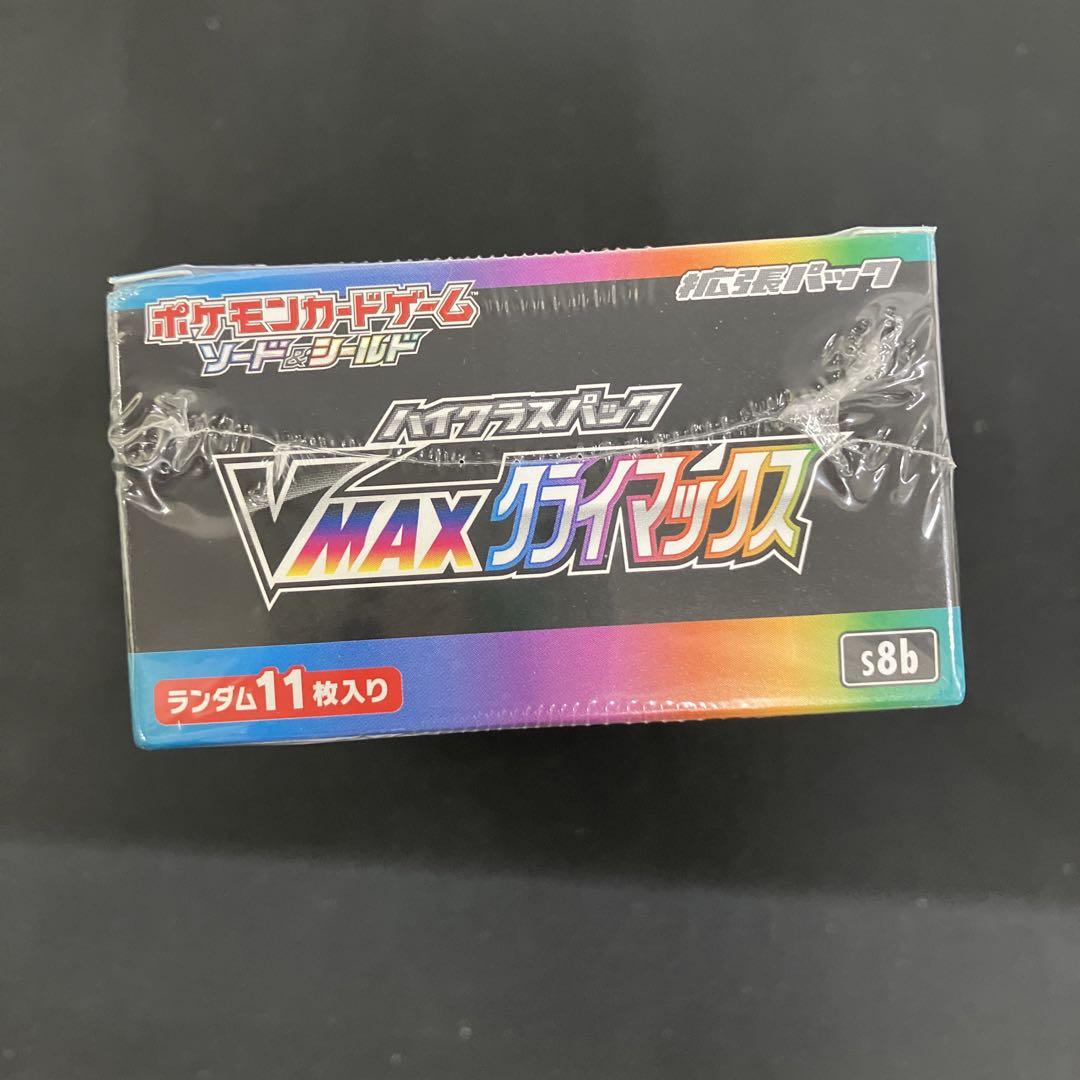 ポケモンカードゲーム™
ソード&シールド
拡張パック
ハイクラスパック
VMAXクライマックス
ランダム11枚入り
s8b